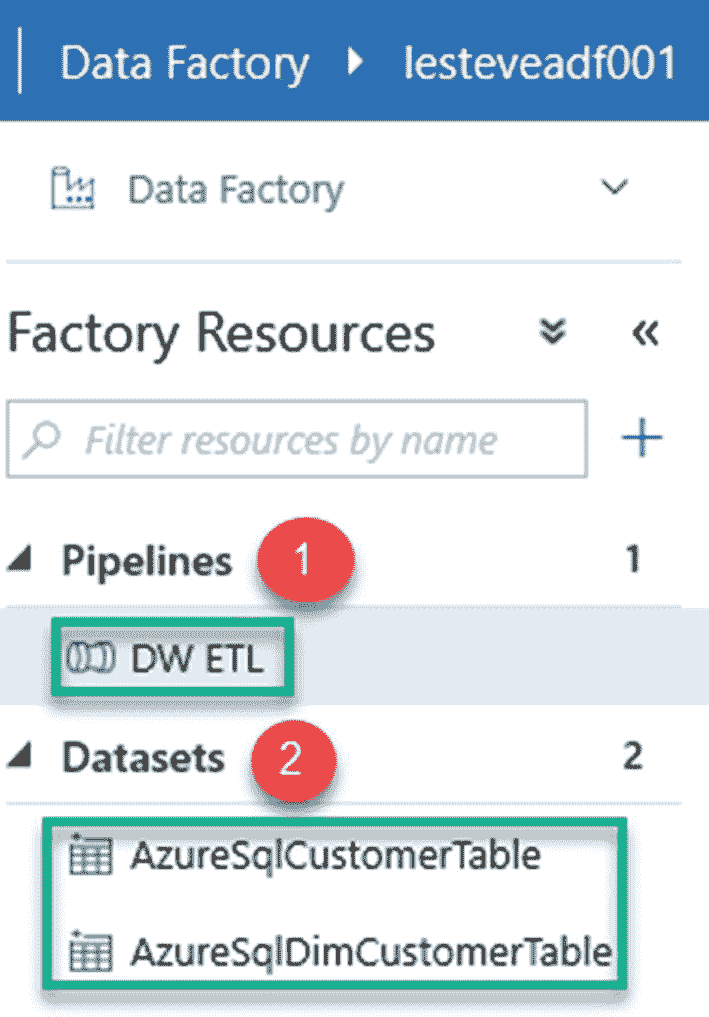 Data Factory lesteveadf001
Data Factory
Factory Resources
Filter resources by name
Pipelines 1 1
DW ETL
Datasets 2 2
AzureSqlCustomerTable
AzureSqlDimCustomerTable